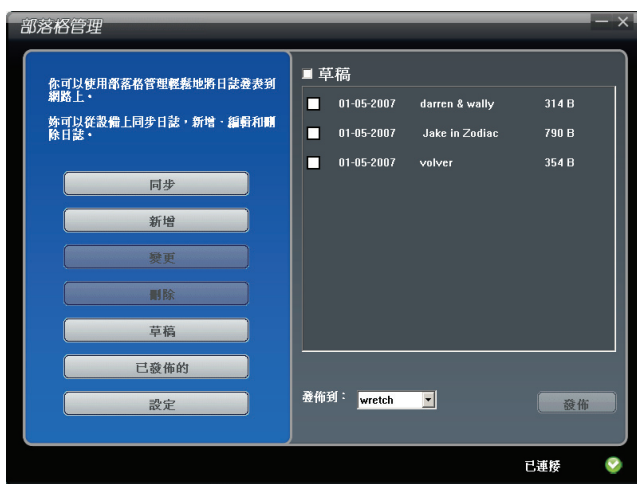 部落格管理
你可以使用部落格管理輕鬆地將日誌發表到
網路上。
妳可以從設備上同步日誌，新增，編輯和刪
除日誌。
同步
新增
變更
刪除
草稿
已發佈的
設定
草稿
01-05-2007 darren & wally 314 B
01-05-2007 Jake in Zodiac 790 B
01-05-2007 volver 354 B
發佈到： wretch
發佈
已連接